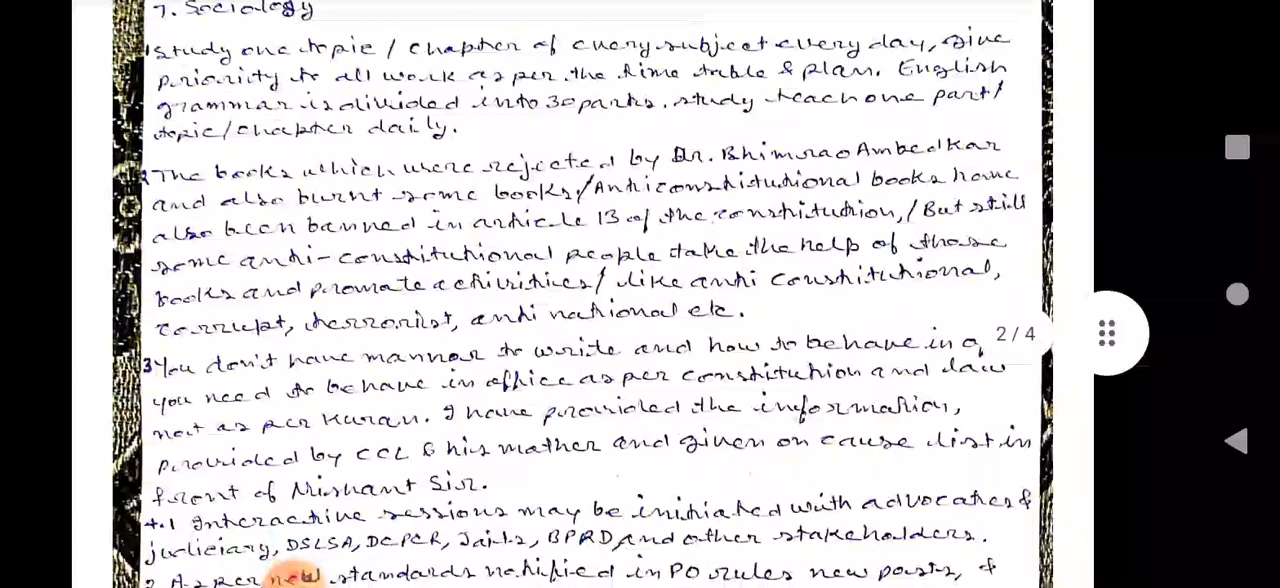 7. Sociology
1 study one topic / chapter of every subject every day, give
priority to all work as per the time table & plan. English
grammar is divided into 30 parts. study teach one part/
topic/chapter daily.
2 The books which were rejected by Dr. Bhimrao Ambedkar
and also burnt some books/Anticonstitutional books have
also been banned in article 13 of the constitution,/But still
some anti-constitutional people take the help of those
books and promote activities/ like anti constitutional,
corrupt, terrorist, anti national etc.
2/4
3 You don't have manner to write and how to behave in a,
you need to behave in office as per constitution and law
not as per Kuran. I have provided the information,
provided by CCL & his mother and given on cause list in
front of Nishant Sir.
4.1 Interactive sessions may be initiated with advocates &
judiciary, DSLSA, DCPCR, Jails, BPRD, and other stakeholders.
2 As per new standards notified in PO rules new posts, &